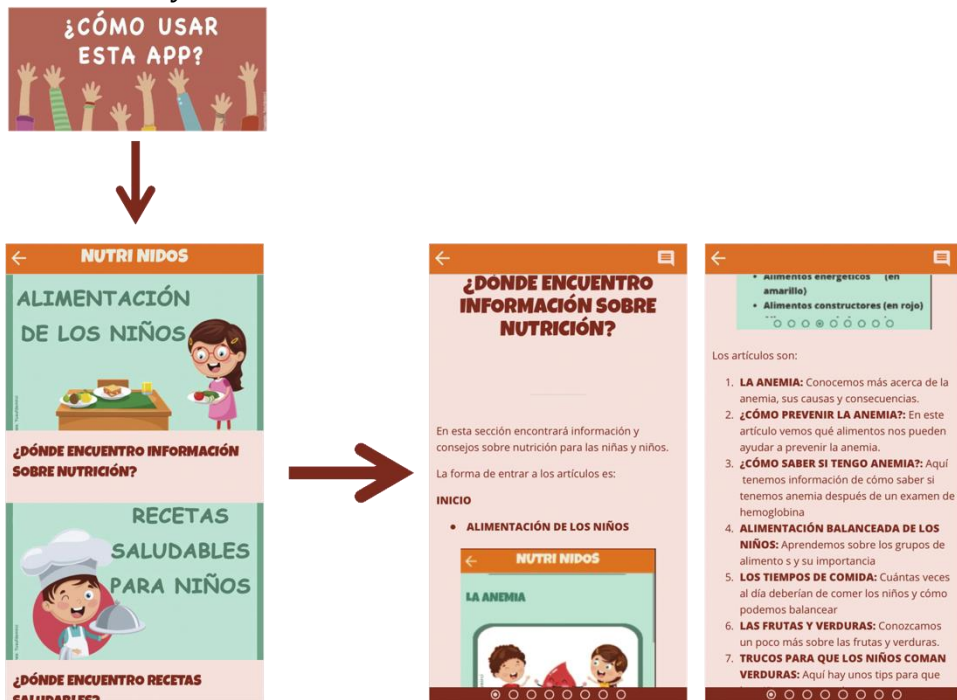 ¿CÓMO USAR
ESTA APP?
NUTRI NIDOS
ALIMENTACIÓN
DE LOS NIÑOS
¿DÓNDE ENCUENTRO INFORMACIÓN
SOBRE NUTRICIÓN?
RECETAS
SALUDABLES
PARA NIÑOS
¿DÓNDE ENCUENTRO RECETAS
SALUDABLES?
¿DÓNDE ENCUENTRO
INFORMACIÓN SOBRE
NUTRICIÓN?
En esta sección encontrará información y
consejos sobre nutrición para las niñas y niños.
La forma de entrar a los artículos es:
INICIO
• ALIMENTACIÓN DE LOS NIÑOS
NUTRI NIDOS
LA ANEMIA
• Alimentos energéticos (en
amarillo)
• Alimentos constructores (en rojo)
Los artículos son:
1. LA ANEMIA: Conocemos más acerca de la
anemia, sus causas y consecuencias.
2. ¿CÓMO PREVENIR LA ANEMIA?: En este
artículo vemos qué alimentos nos pueden
ayudar a prevenir la anemia.
3. ¿CÓMO SABER SI TENGO ANEMIA?: Aquí
tenemos información de cómo saber si
tenemos anemia después de un examen de
hemoglobina
4. ALIMENTACIÓN BALANCEADA DE LOS
NIÑOS: Aprendemos sobre los grupos de
alimento s y su importancia
5. LOS TIEMPOS DE COMIDA: Cuántas veces
al día deberían de comer los niños y cómo
podemos balancear
6. LAS FRUTAS Y VERDURAS: Conozcamos
un poco más sobre las frutas y verduras.
7. TRUCOS PARA QUE LOS NIÑOS COMAN
VERDURAS: Aquí hay unos tips para que